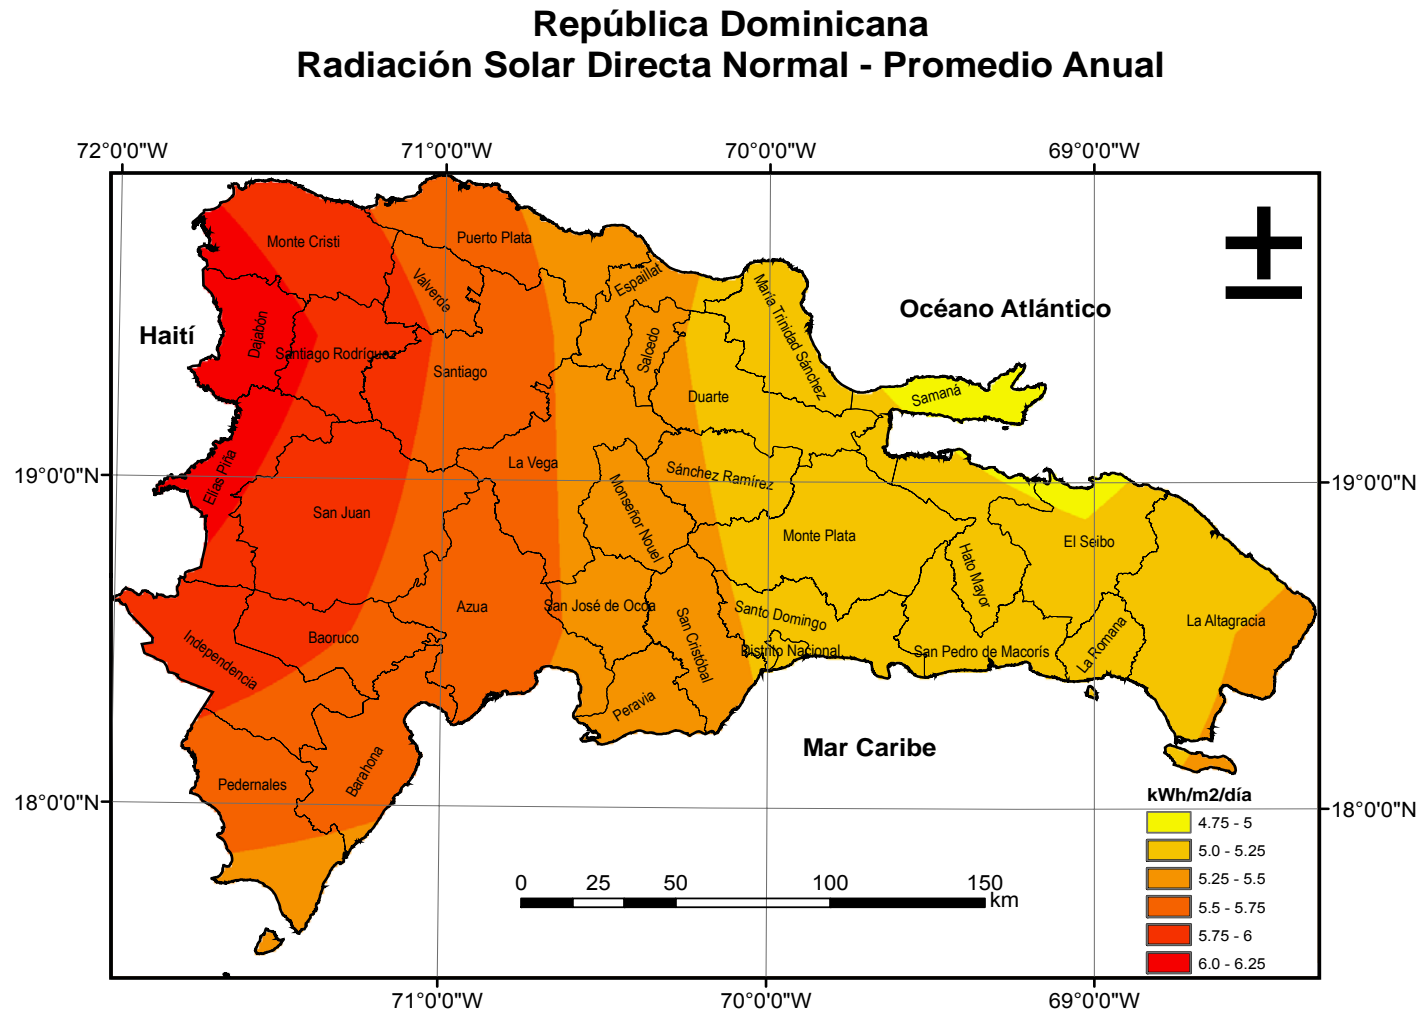 República Dominicana
Radiación Solar Directa Normal - Promedio Anual
72°0'0"W
71°0'0"W
70°0'0"W
69°0'0"W
Monte Cristi
Puerto Plata
Valverda
Espaillat
María Trinidad Sánchez
Océano Atlántico
Haití
Dajabón
Santiago Rodríguez
Santiago
Salcedo
Duarte
Samaná
19°0'0"N
19°0'0"N
Elías Piña
La Vega
Sánchez Ramírez
San Juan
Monseñor Nouel
Monte Plata
El Seibo
Hato Mayor
Azua
San José de Ocoa
Santo Domingo
La Altagracia
Independencia
Baoruco
San Cristóbal
Distrito Nacional
San Pedro de Macorís
La Romana
Peravia
Mar Caribe
Pedernales
Barahona
18°0'0"N
18°0'0"N
kWh/m2/día
4.75 - 5
5.0 - 5.25
5.25 - 5.5
5.5 - 5.75
5.75 - 6
6.0 - 6.25
0 25 50 100 150
km
71°0'0"W
70°0'0"W
69°0'0"W